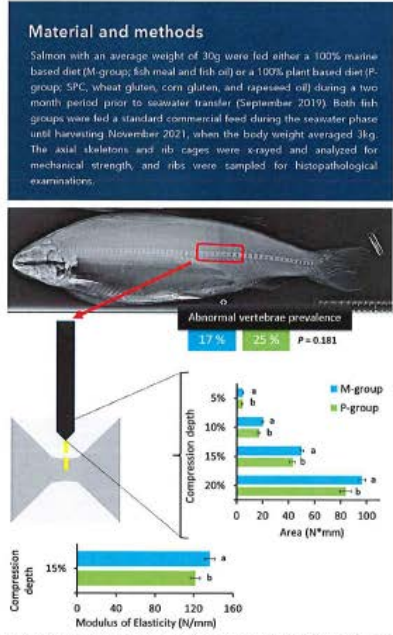 Material and methods
Salmon with an average weight of 30g were fed either a 100% marine
based diet (M-group; fish meal and fish oil) or a 100% plant based diet (P-
group; SPC, wheat gluten, corn gluten, and rapeseed oil) during a two
month period prior to seawater transfer (September 2019). Both fish
groups were fed a standard commercial feed during the seawater phase
until harvesting November 2021, when the body weight averaged 3kg.
The axial skeletons and rib cages were x-rayed and analyzed for
mechanical strength, and ribs were sampled for histopathological
examinations.
Abnormal vertebrae prevalence
17 % 25 % P = 0.181
M-group
P-group
Compression depth
5% a
b
10% a
b
15% a
b
20% a
b
0 20 40 60 80 100
Area (N*mm)
Compression
depth
15% a
b
0 40 80 120 160
Modulus of Elasticity (N/mm)